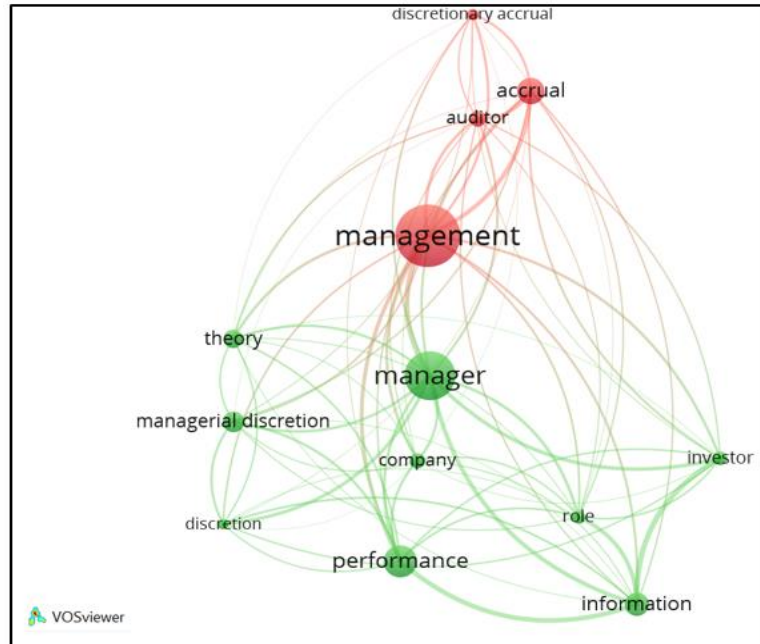 discretionary accrual
accrual
auditor
management
theory
manager
managerial discretion
company
investor
role
discretion
performance
information
VOSviewer